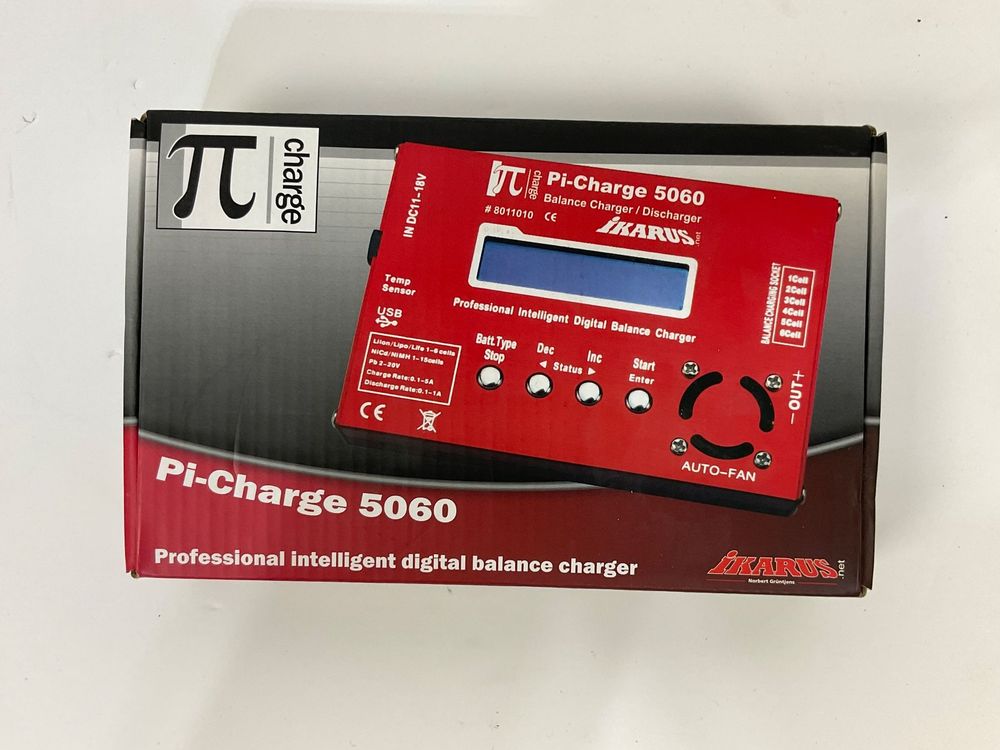 π charge
π charge
Pi-Charge 5060
Balance Charger / Discharger
# 8011010 CE
iKARUS.net
IN DC11-18V
Temp
Sensor
USB
BALANCE CHARGING SOCKET
1Cell
2Cell
3Cell
4Cell
5Cell
6Cell
Professional Intelligent Digital Balance Charger
LiIon/Lipo/Life 1-6 cells
NiCd/NiMH 1-15cells
Pb 2-20V
Charge Rate:0.1-5A
Discharge Rate:0.1-1A
CE
Batt.Type
Stop
Dec
Inc
◄ Status ►
Start
Enter
− OUT +
AUTO-FAN
Pi-Charge 5060
Professional intelligent digital balance charger
iKARUS.net
Norbert Grüntjens